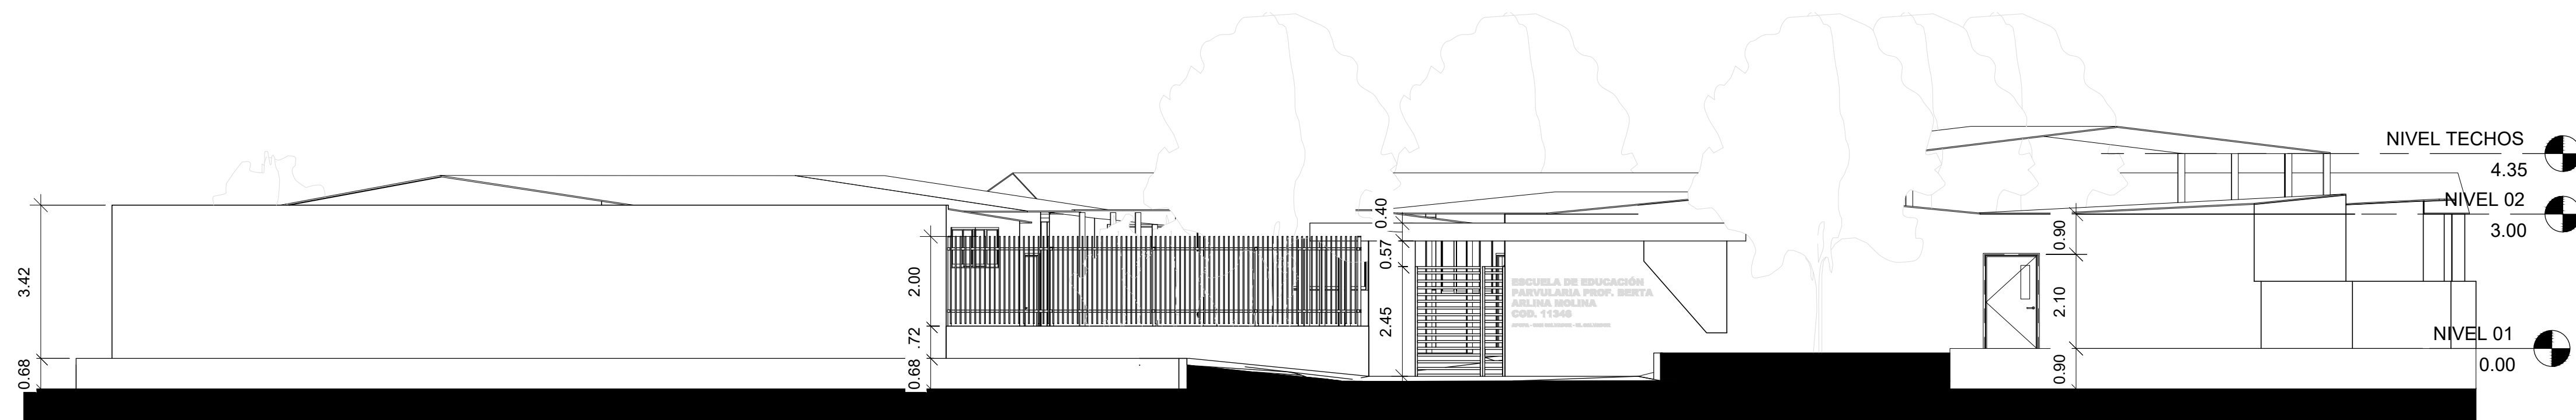 NIVEL TECHOS
4.35
NIVEL 02
3.00
NIVEL 01
0.00
3.42
0.68
2.00
.72
0.68
0.40
0.57
2.45
ESCUELA DE EDUCACIÓN
PARVULARIA PROF. BERTA
ARLINA MOLINA
COD. 11346
0.90
2.10
0.90